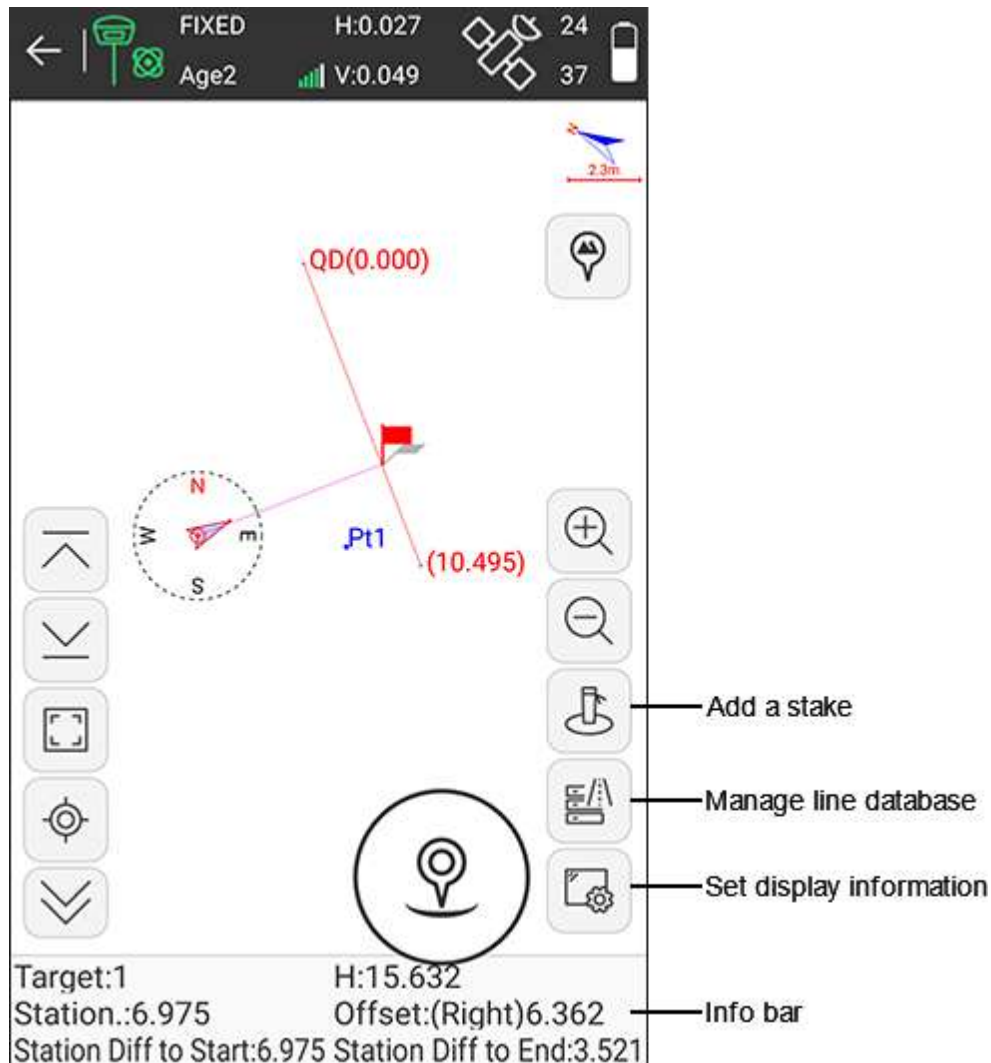 FIXED H:0.027 24
Age2 V:0.049 37
2.3m
QD(0.000)
N
W E
S
Pt1
(10.495)
Add a stake
Manage line database
Set display information
Target:1 H:15.632
Station.:6.975 Offset:(Right)6.362
Info bar
Station Diff to Start:6.975 Station Diff to End:3.521